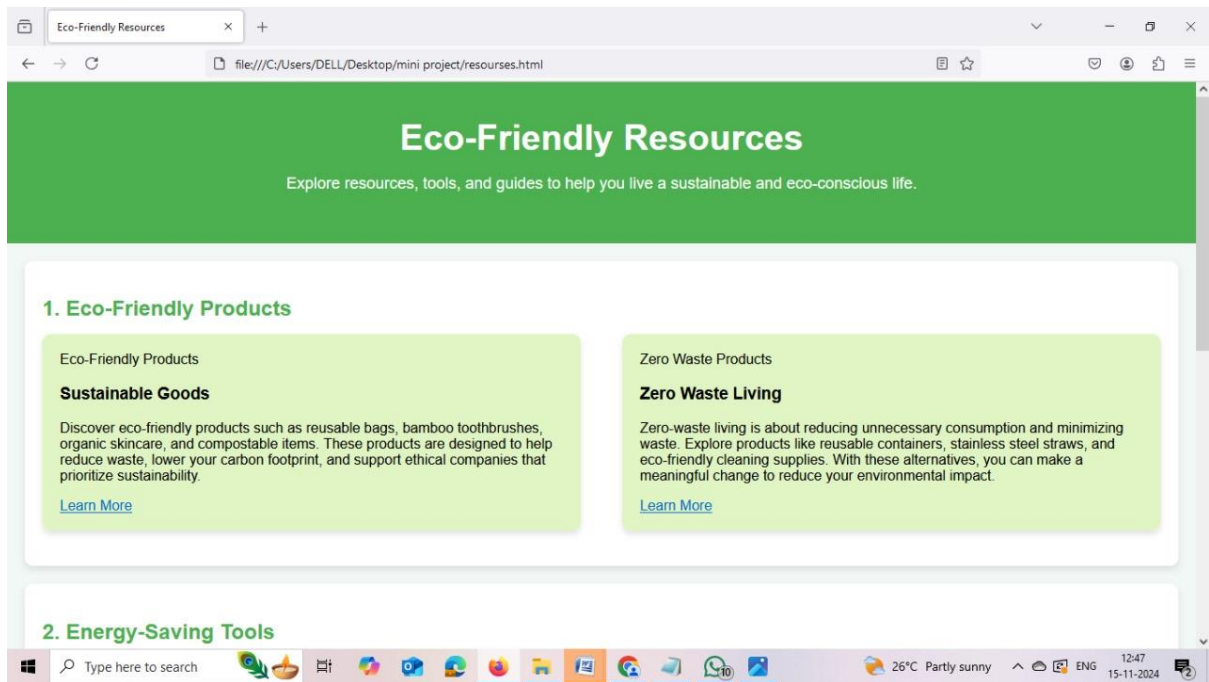 Eco-Friendly Resources
file:///C:/Users/DELL/Desktop/mini project/resourses.html
Eco-Friendly Resources
Explore resources, tools, and guides to help you live a sustainable and eco-conscious life.
1. Eco-Friendly Products
Eco-Friendly Products
Sustainable Goods
Discover eco-friendly products such as reusable bags, bamboo toothbrushes,
organic skincare, and compostable items. These products are designed to help
reduce waste, lower your carbon footprint, and support ethical companies that
prioritize sustainability.
Learn More
Zero Waste Products
Zero Waste Living
Zero-waste living is about reducing unnecessary consumption and minimizing
waste. Explore products like reusable containers, stainless steel straws, and
eco-friendly cleaning supplies. With these alternatives, you can make a
meaningful change to reduce your environmental impact.
Learn More
2. Energy-Saving Tools
Type here to search
10
26°C Partly sunny
ENG
12:47
15-11-2024
2